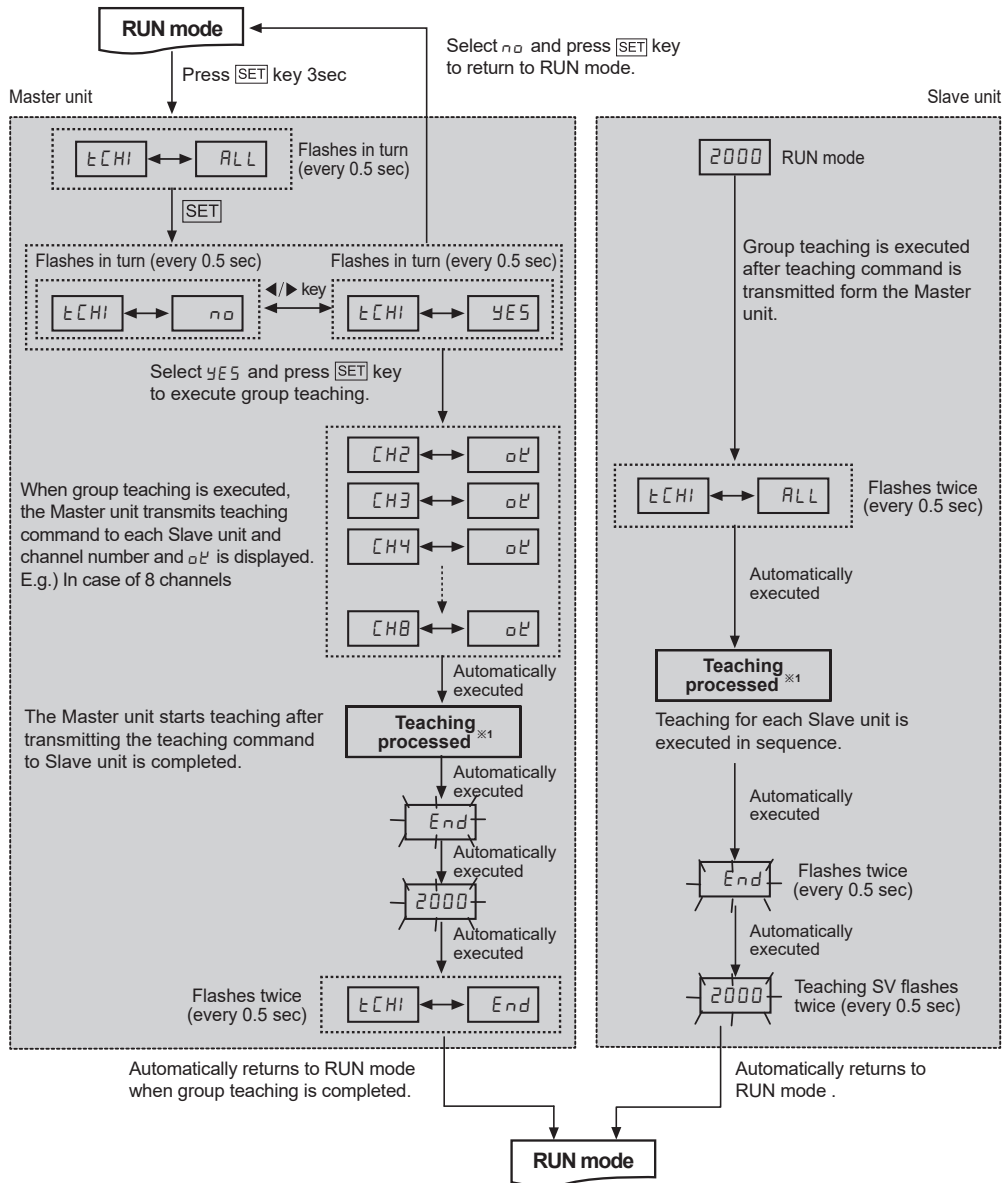 RUN mode
Select no and press SET key
to return to RUN mode.
Press SET key 3sec
Master unit
Slave unit
tCH1
ALL
Flashes in turn
(every 0.5 sec)
SET
Flashes in turn (every 0.5 sec)
Flashes in turn (every 0.5 sec)
◀/▶ key
tCH1
no
tCH1
YES
Select YES and press SET key
to execute group teaching.
CH2
oK
CH3
oK
CH4
oK
CH8
oK
When group teaching is executed,
the Master unit transmits teaching
command to each Slave unit and
channel number and oK is displayed.
E.g.) In case of 8 channels
Automatically
executed
The Master unit starts teaching after
transmitting the teaching command
to Slave unit is completed.
Teaching
processed ※1
Automatically
executed
End
Automatically
executed
2000
Automatically
executed
Flashes twice
(every 0.5 sec)
tCH1
End
Automatically returns to RUN mode
when group teaching is completed.
2000
RUN mode
Group teaching is executed
after teaching command is
transmitted form the Master
unit.
tCH1
ALL
Flashes twice
(every 0.5 sec)
Automatically
executed
Teaching
processed ※1
Teaching for each Slave unit is
executed in sequence.
Automatically
executed
End
Flashes twice
(every 0.5 sec)
Automatically
executed
2000
Teaching SV flashes
twice (every 0.5 sec)
Automatically returns to
RUN mode .
RUN mode